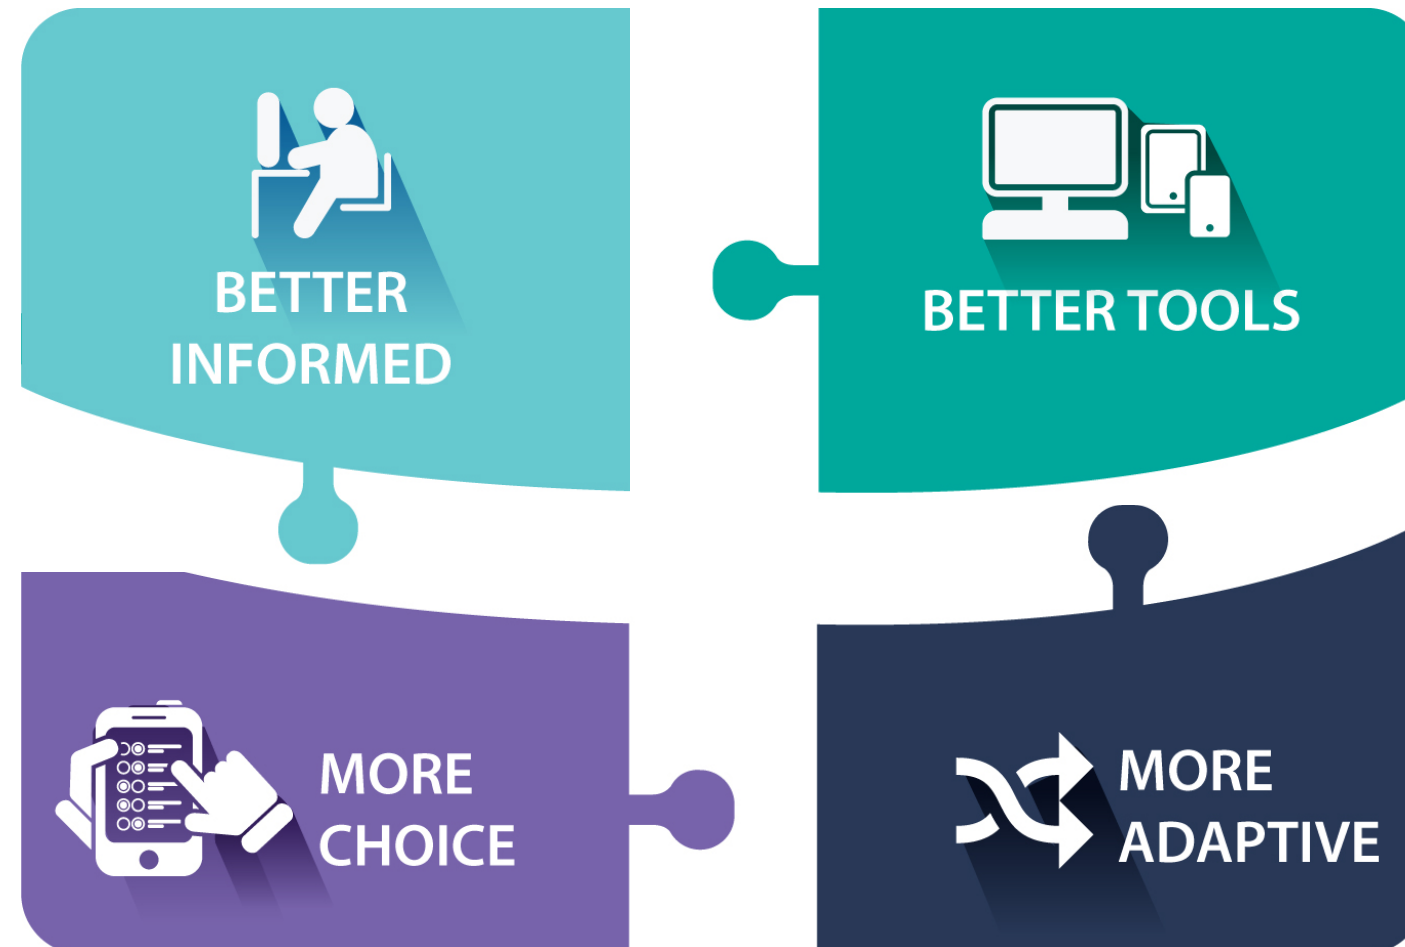 BETTER
INFORMED
BETTER TOOLS
MORE
CHOICE
MORE
ADAPTIVE